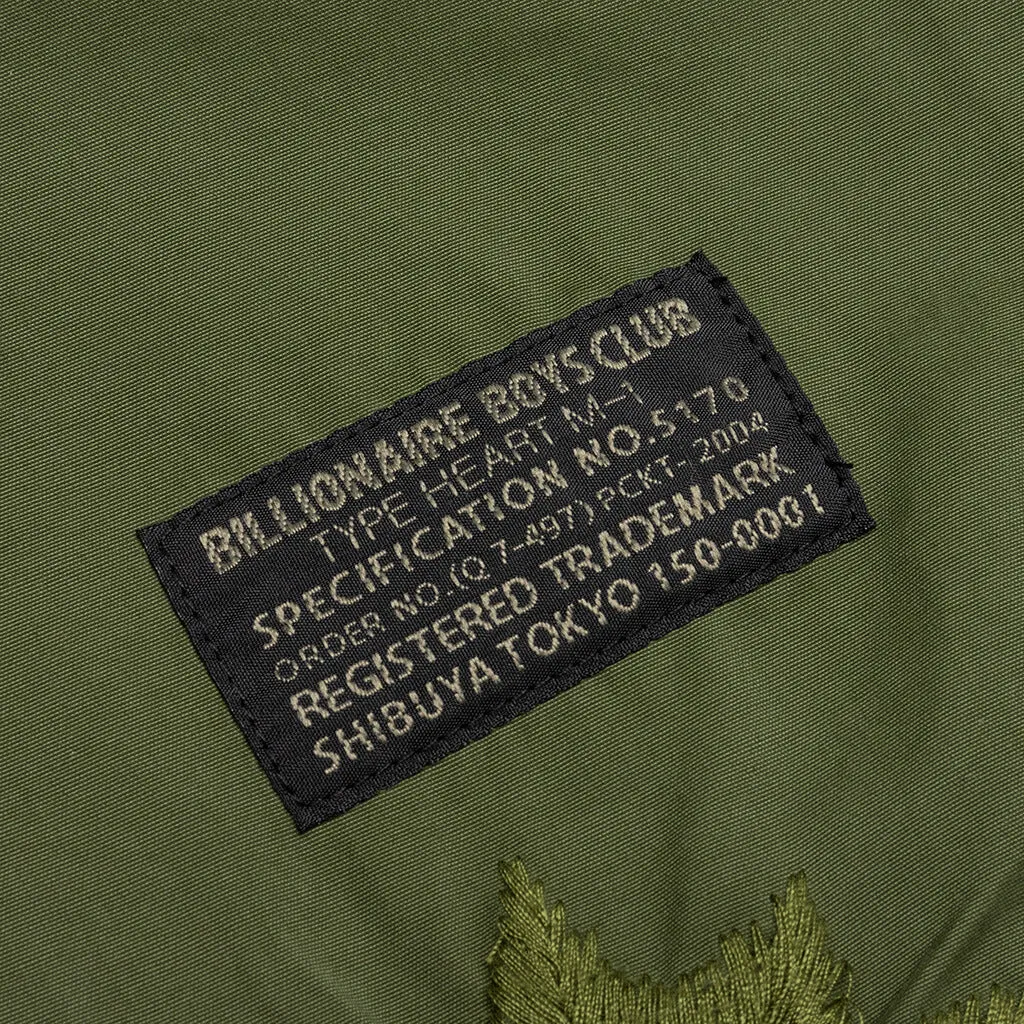 BILLIONAIRE BOYS CLUB
TYPE HEART M-1
SPECIFICATION NO.5170
ORDER NO.(Q7-497) PCKT-2004
REGISTERED TRADEMARK
SHIBUYA TOKYO 150-0001